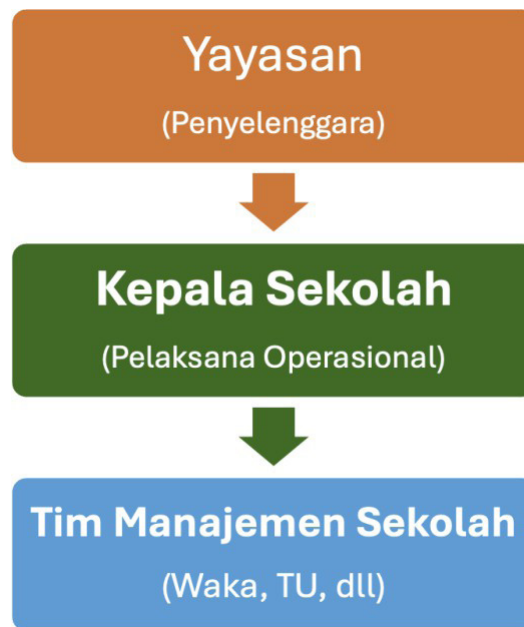 Yayasan
(Penyelenggara)
Kepala Sekolah
(Pelaksana Operasional)
Tim Manajemen Sekolah
(Waka, TU, dll)